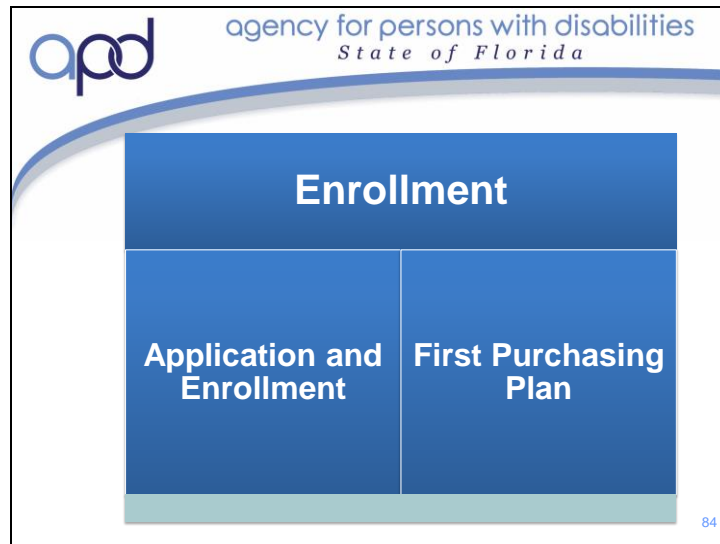 apd
agency for persons with disabilities
State of Florida
Enrollment
Application and
Enrollment
First Purchasing
Plan
84